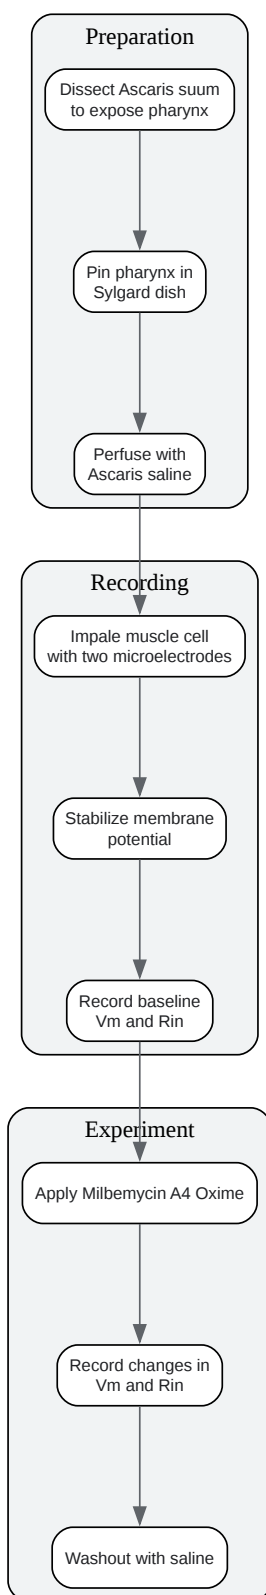 Preparation
Dissect Ascaris suum
to expose pharynx
Pin pharynx in
Sylgard dish
Perfuse with
Ascaris saline
Recording
Impale muscle cell
with two microelectrodes
Stabilize membrane
potential
Record baseline
Vm and Rin
Experiment
Apply Milbemycin A4 Oxime
Record changes in
Vm and Rin
Washout with saline